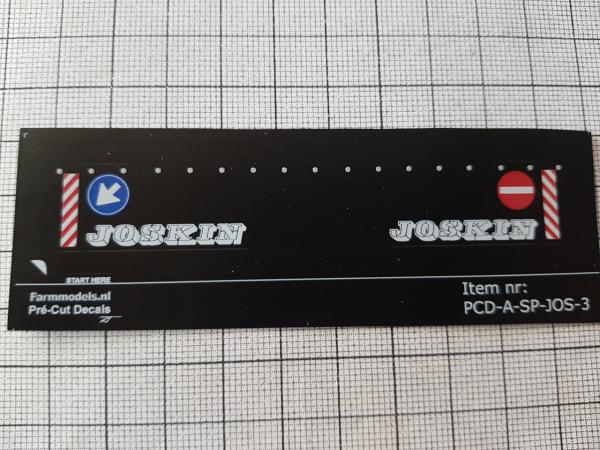 JOSKIN
JOSKIN
START HERE
Farmmodels.nl
Pré-Cut Decals
Item nr:
PCD-A-SP-JOS-3